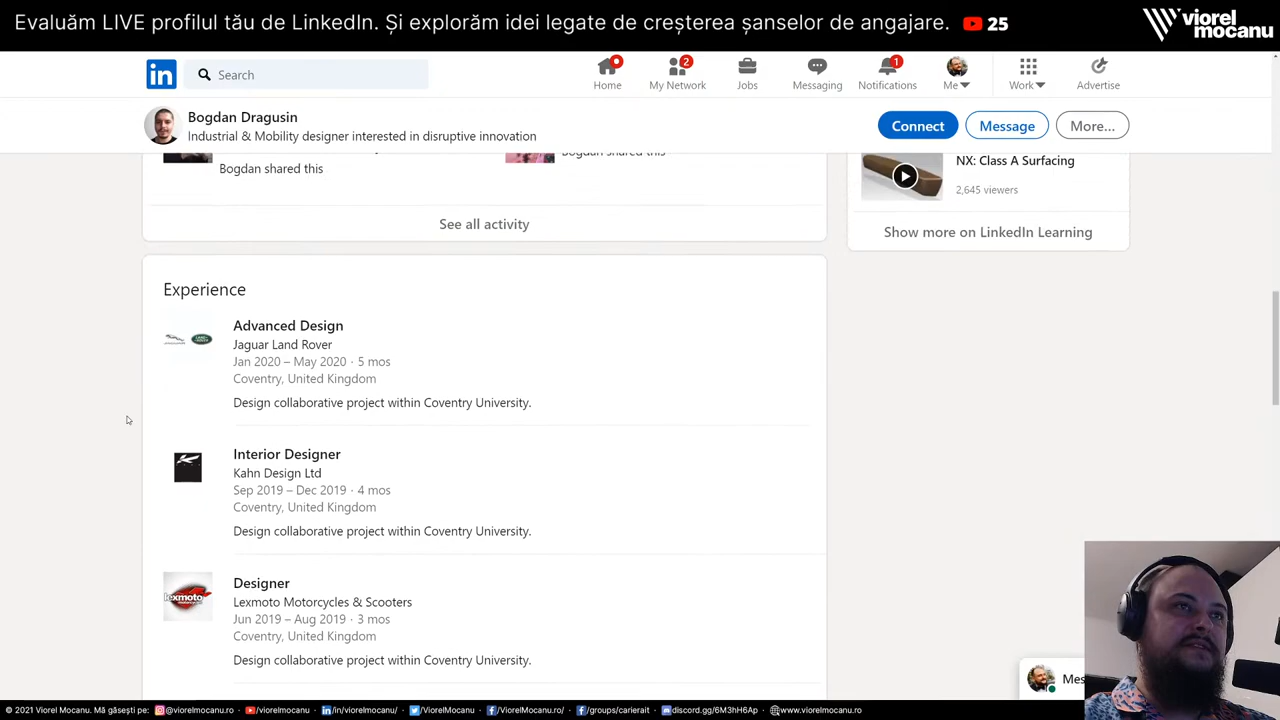 Evaluăm LIVE profilul tău de LinkedIn. Și explorăm idei legate de creșterea șanselor de angajare.
25
viorel
mocanu
in
Search
Home
2
My Network
Jobs
Messaging
1
Notifications
Me
Work
Advertise
Bogdan Dragusin
Industrial & Mobility designer interested in disruptive innovation
Connect
Message
More...
Bogdan shared this
Bogdan shared this
See all activity
NX: Class A Surfacing
2,645 viewers
Show more on LinkedIn Learning
Experience
Advanced Design
Jaguar Land Rover
Jan 2020 – May 2020 · 5 mos
Coventry, United Kingdom
Design collaborative project within Coventry University.
Interior Designer
Kahn Design Ltd
Sep 2019 – Dec 2019 · 4 mos
Coventry, United Kingdom
Design collaborative project within Coventry University.
lexmoto
Designer
Lexmoto Motorcycles & Scooters
Jun 2019 – Aug 2019 · 3 mos
Coventry, United Kingdom
Design collaborative project within Coventry University.
Mes
© 2021 Viorel Mocanu. Mă găsești pe: @viorelmocanu.ro /viorelmocanu /in/viorelmocanu/ /ViorelMocanu /ViorelMocanu.ro/ /groups/carierait discord.gg/6M3hH6Ap www.viorelmocanu.ro